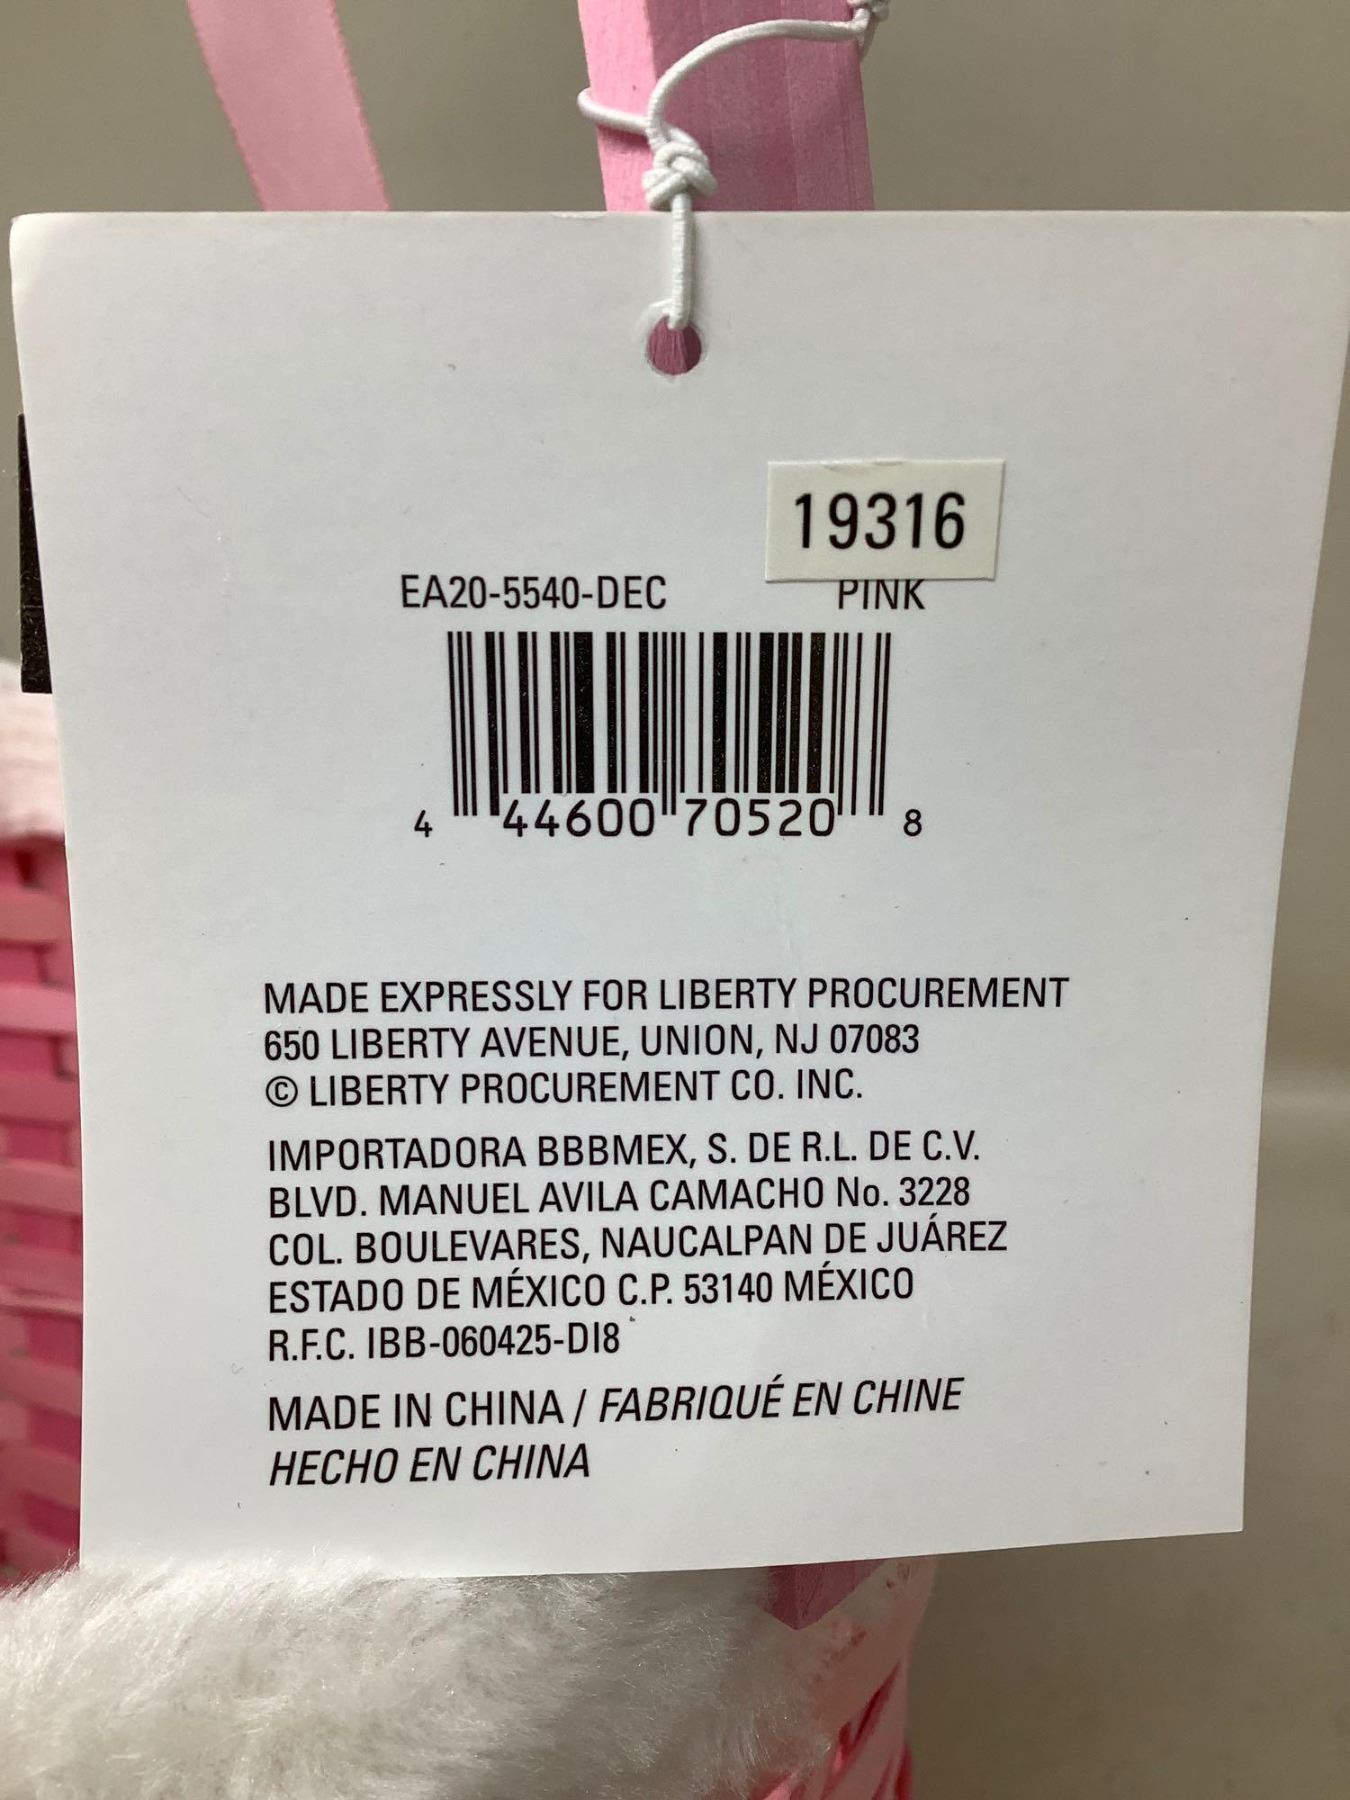 19316
EA20-5540-DEC PINK
4 44600 70520 8
MADE EXPRESSLY FOR LIBERTY PROCUREMENT
650 LIBERTY AVENUE, UNION, NJ 07083
© LIBERTY PROCUREMENT CO. INC.
IMPORTADORA BBBMEX, S. DE R.L. DE C.V.
BLVD. MANUEL AVILA CAMACHO No. 3228
COL. BOULEVARES, NAUCALPAN DE JUÁREZ
ESTADO DE MÉXICO C.P. 53140 MÉXICO
R.F.C. IBB-060425-DI8
MADE IN CHINA / FABRIQUÉ EN CHINE
HECHO EN CHINA